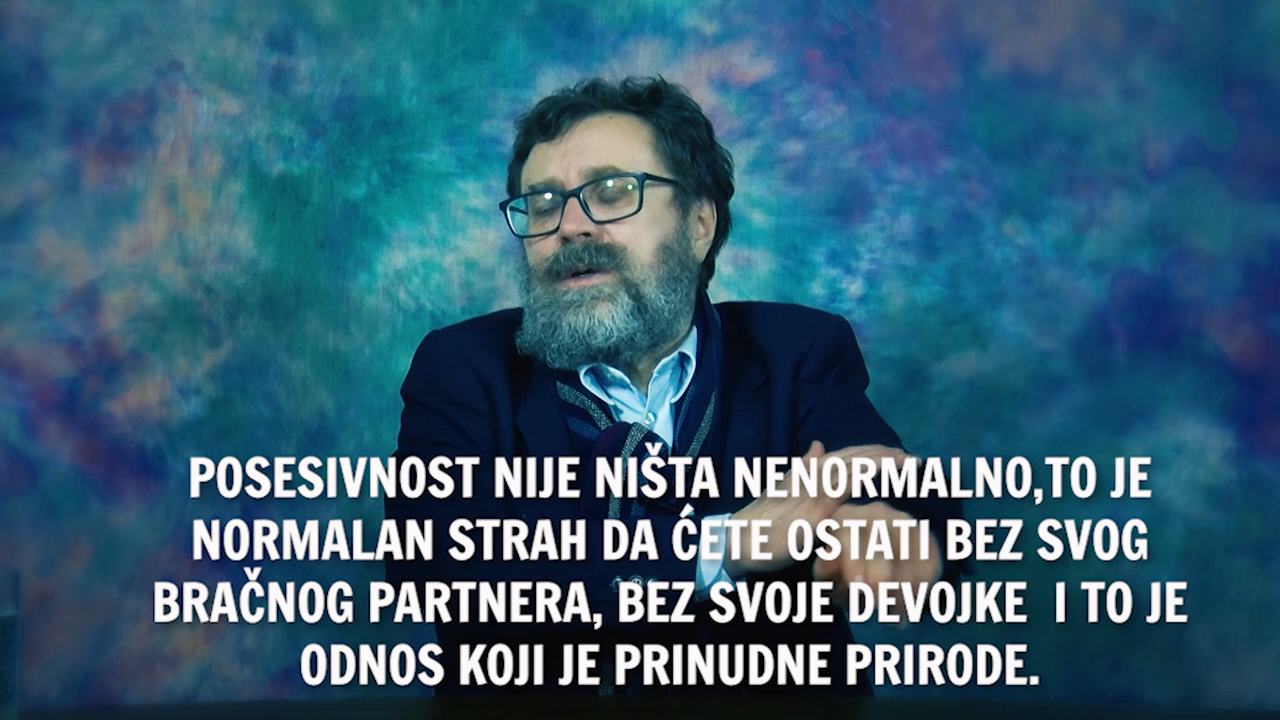 POSESIVNOST NIJE NIŠTA NENORMALNO,TO JE
NORMALAN STRAH DA ĆETE OSTATI BEZ SVOG
BRAČNOG PARTNERA, BEZ SVOJE DEVOJKE I TO JE
ODNOS KOJI JE PRINUDNE PRIRODE.